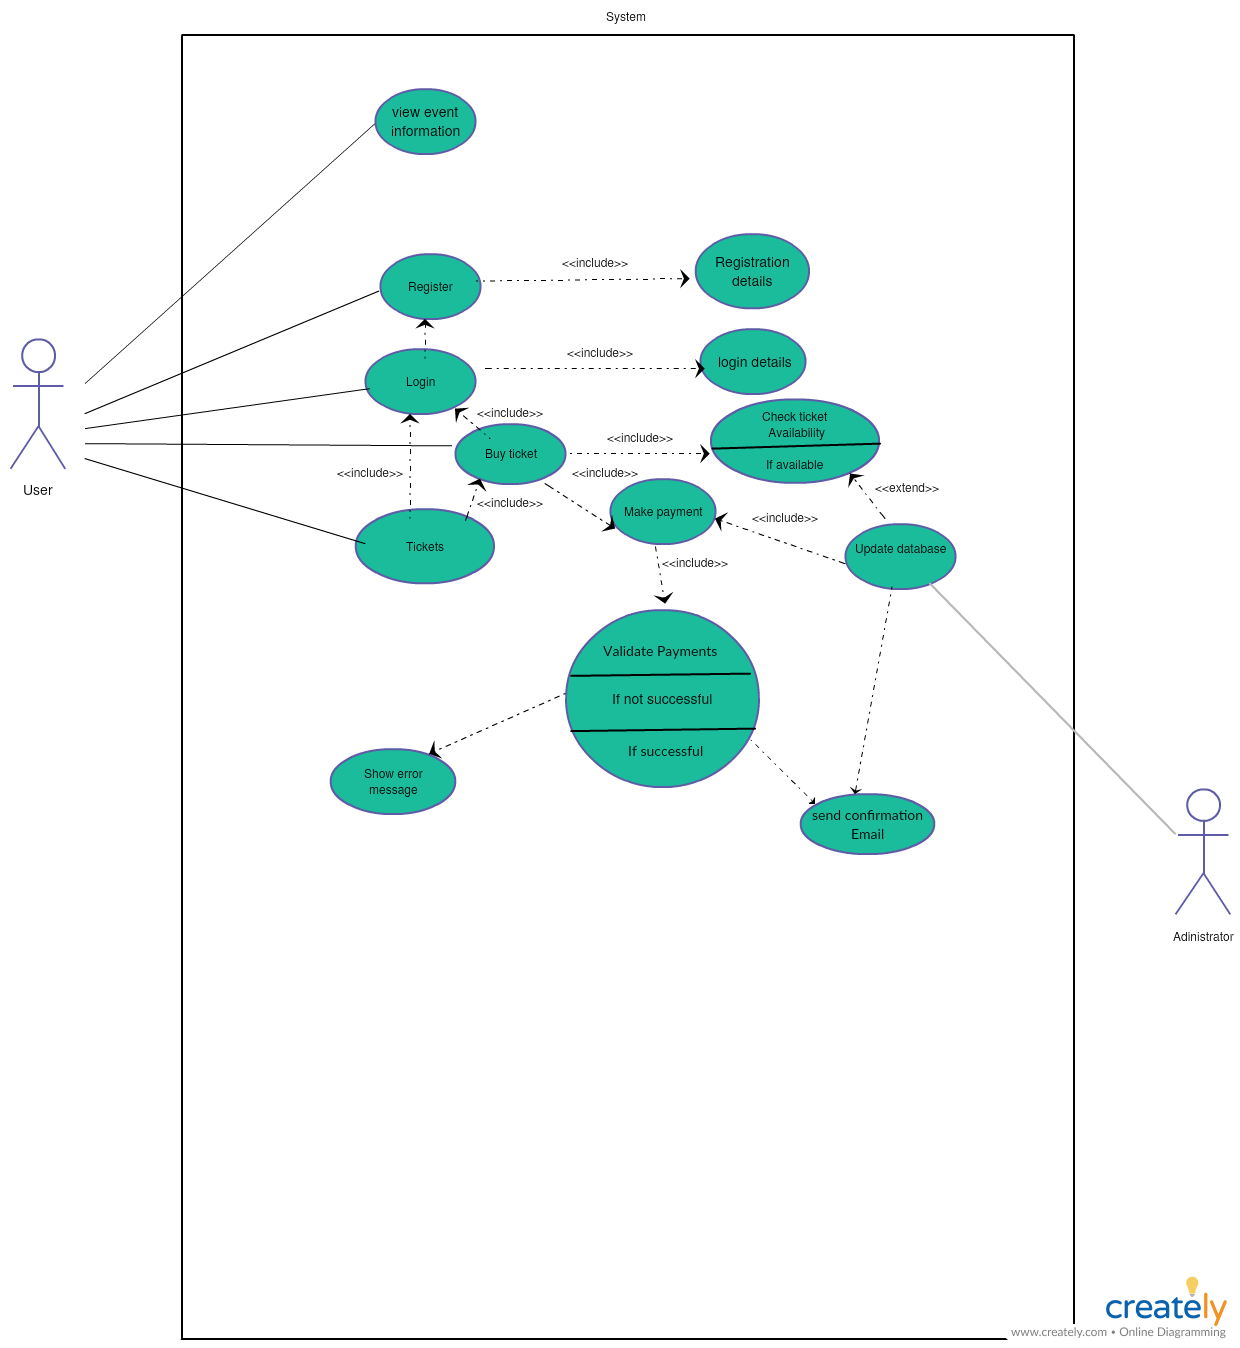 System
view event
information
Register
<<include>>
Registration
details
Login
<<include>>
login details
<<include>>
Buy ticket
<<include>>
Check ticket
Availability
If available
<<include>>
<<include>>
<<include>>
Make payment
<<include>>
<<extend>>
Tickets
Update database
<<include>>
User
Validate Payments
If not successful
If successful
Show error
message
send confirmation
Email
Adinistrator
creately
www.creately.com • Online Diagramming